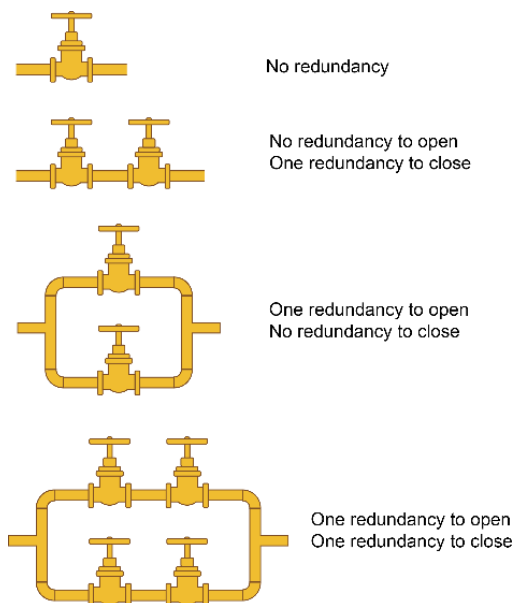 No redundancy
No redundancy to open
One redundancy to close
One redundancy to open
No redundancy to close
One redundancy to open
One redundancy to close